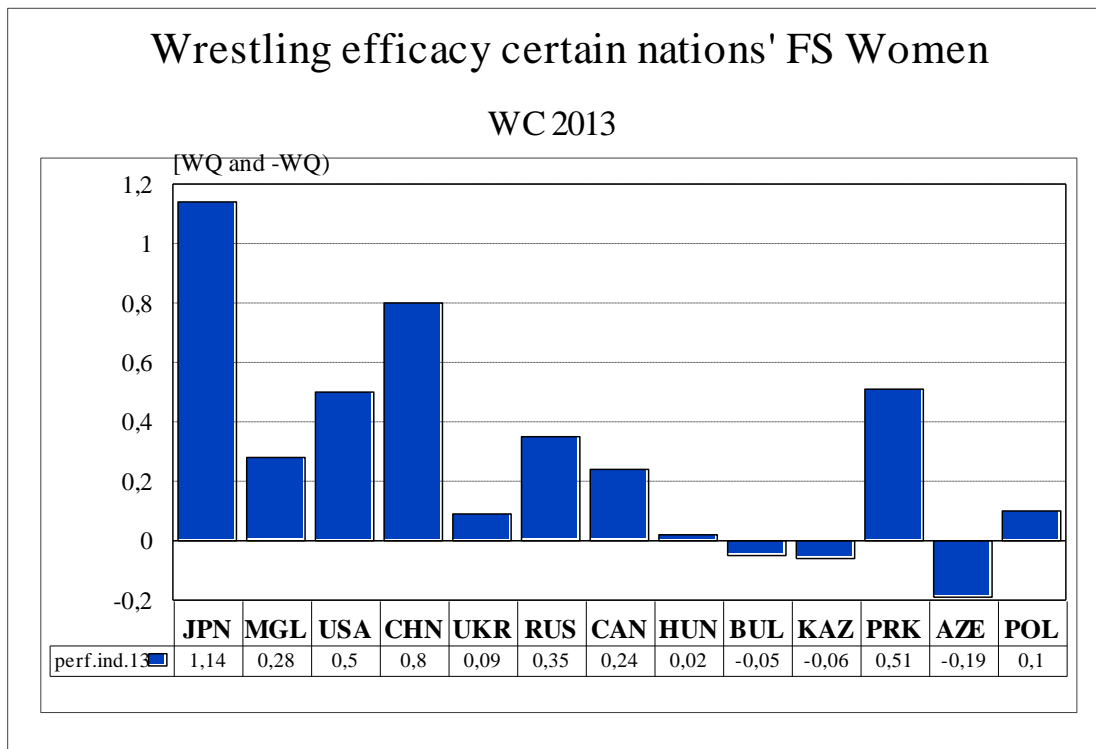 Wrestling efficacy certain nations' FS Women
WC 2013
[WQ and -WQ)
1,2
1
0,8
0,6
0,4
0,2
0
-0,2
JPN MGL USA CHN UKR RUS CAN HUN BUL KAZ PRK AZE POL
perf.ind.13 1,14 0,28 0,5 0,8 0,09 0,35 0,24 0,02 -0,05 -0,06 0,51 -0,19 0,1